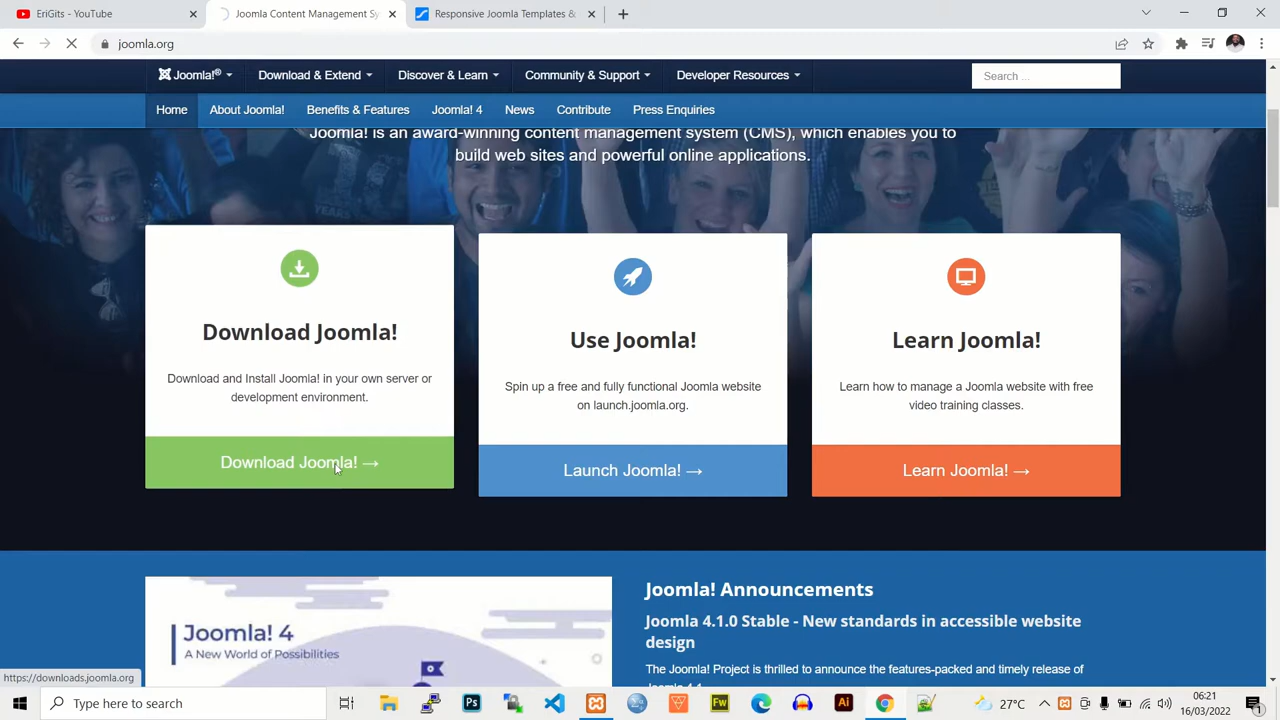 EriGits - YouTube
Joomla Content Management Sy
Responsive Joomla Templates &
joomla.org
Joomla!®
Download & Extend
Discover & Learn
Community & Support
Developer Resources
Search ...
Home
About Joomla!
Benefits & Features
Joomla! 4
News
Contribute
Press Enquiries
Joomla! is an award-winning content management system (CMS), which enables you to
build web sites and powerful online applications.
Download Joomla!
Download and Install Joomla! in your own server or
development environment.
Download Joomla! →
Use Joomla!
Spin up a free and fully functional Joomla website
on launch.joomla.org.
Launch Joomla! →
Learn Joomla!
Learn how to manage a Joomla website with free
video training classes.
Learn Joomla! →
Joomla! 4
A New World of Possibilities
Joomla! Announcements
Joomla 4.1.0 Stable - New standards in accessible website
design
The Joomla! Project is thrilled to announce the features-packed and timely release of
Joomla 4.1
https://downloads.joomla.org
Type here to search
Ps
Fw
Ai
27°C
06:21
16/03/2022
1